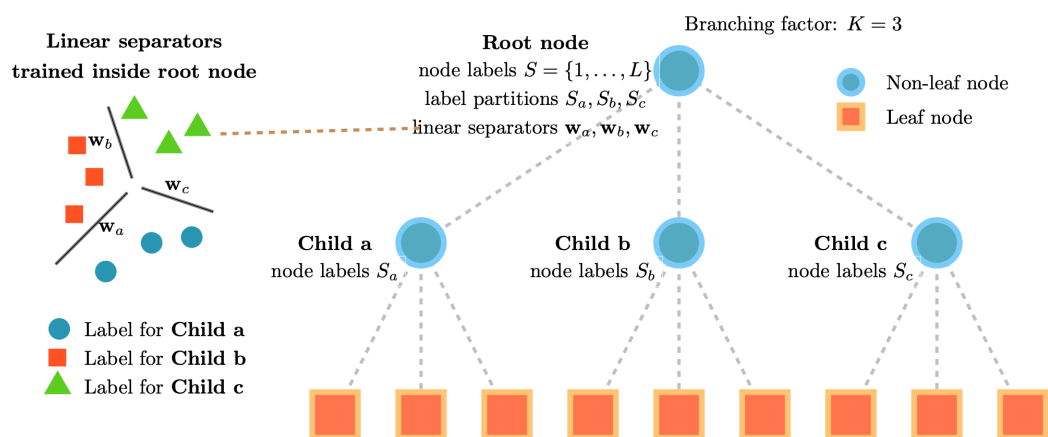 Linear separators
trained inside root node
w_b
w_c
w_a
Label for Child a
Label for Child b
Label for Child c
Root node
node labels S = {1, . . . , L}
label partitions S_a, S_b, S_c
linear separators w_a, w_b, w_c
Branching factor: K = 3
Non-leaf node
Leaf node
Child a
node labels S_a
Child b
node labels S_b
Child c
node labels S_c